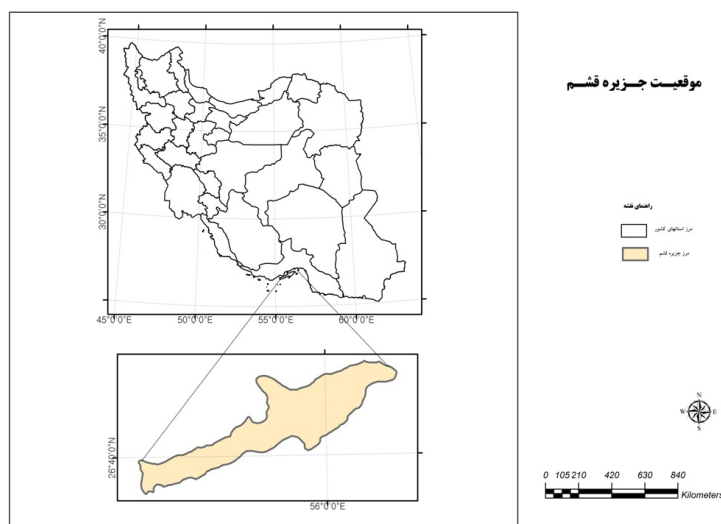 موقعیت جزیره قشم
راهنمای نقشه
مرز استانهای کشور
مرز جزیره قشم
40°0'0"N
35°0'0"N
30°0'0"N
45°0'0"E 50°0'0"E 55°0'0"E 60°0'0"E
26°40'0"N
56°0'0"E
N
W E
S
0 105 210 420 630 840
Kilometers